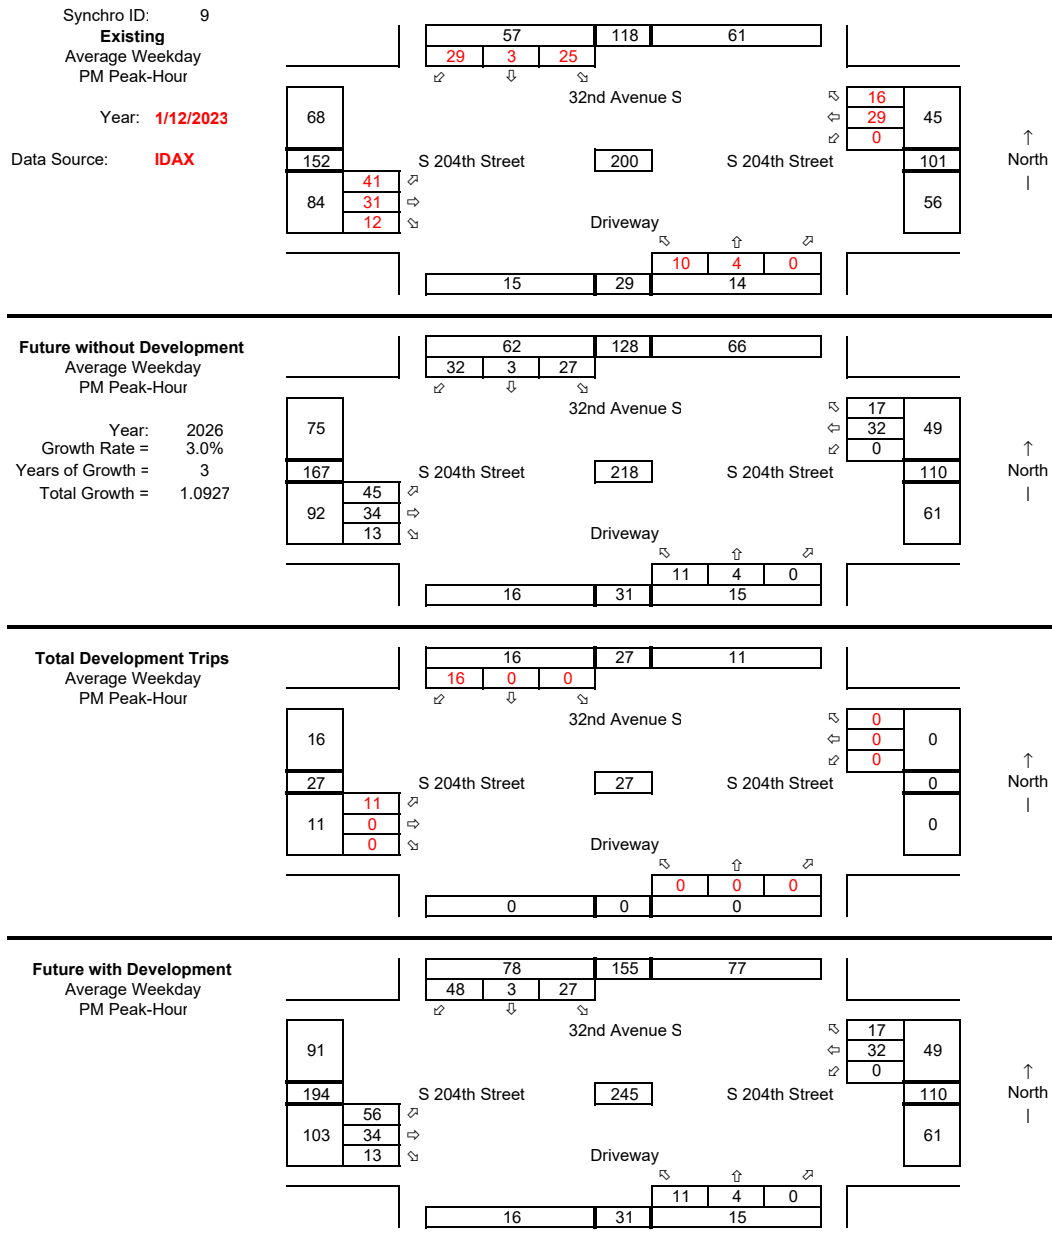 Synchro ID: 9
Existing
Average Weekday
PM Peak-Hour
Year: 1/12/2023
Data Source: IDAX
57 118 61
29 3 25
32nd Avenue S
68
16
29
0
45
152 S 204th Street 200 S 204th Street 101
84
41
31
12
56
Driveway
10 4 0
15 29 14
↑
North
|
Future without Development
Average Weekday
PM Peak-Hour
Year: 2026
Growth Rate = 3.0%
Years of Growth = 3
Total Growth = 1.0927
62 128 66
32 3 27
32nd Avenue S
75
17
32
0
49
167 S 204th Street 218 S 204th Street 110
92
45
34
13
61
Driveway
11 4 0
16 31 15
↑
North
|
Total Development Trips
Average Weekday
PM Peak-Hour
16 27 11
16 0 0
32nd Avenue S
16
0
0
0
0
27 S 204th Street 27 S 204th Street 0
11
11
0
0
0
Driveway
0 0 0
0 0 0
↑
North
|
Future with Development
Average Weekday
PM Peak-Hour
78 155 77
48 3 27
32nd Avenue S
91
17
32
0
49
194 S 204th Street 245 S 204th Street 110
103
56
34
13
61
Driveway
11 4 0
16 31 15
↑
North
|